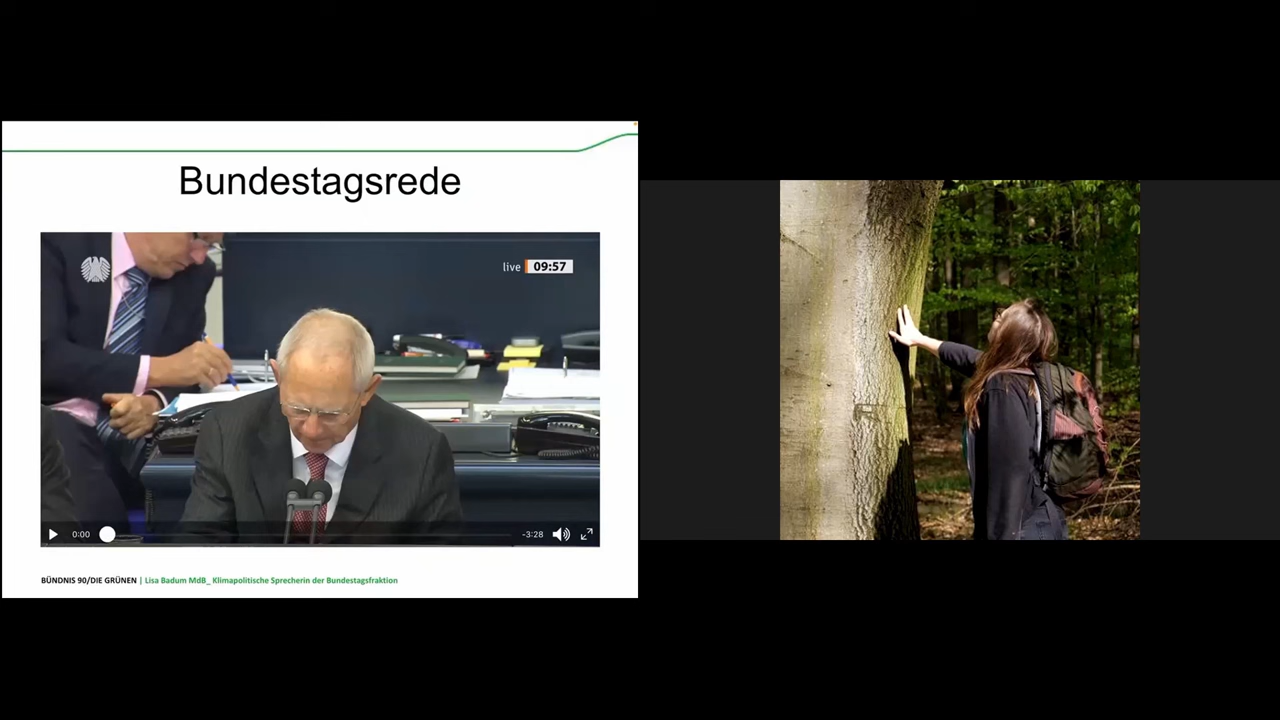 Bundestagsrede
live 09:57
0:00
-3:28
BÜNDNIS 90/DIE GRÜNEN | Lisa Badum MdB_ Klimapolitische Sprecherin der Bundestagsfraktion